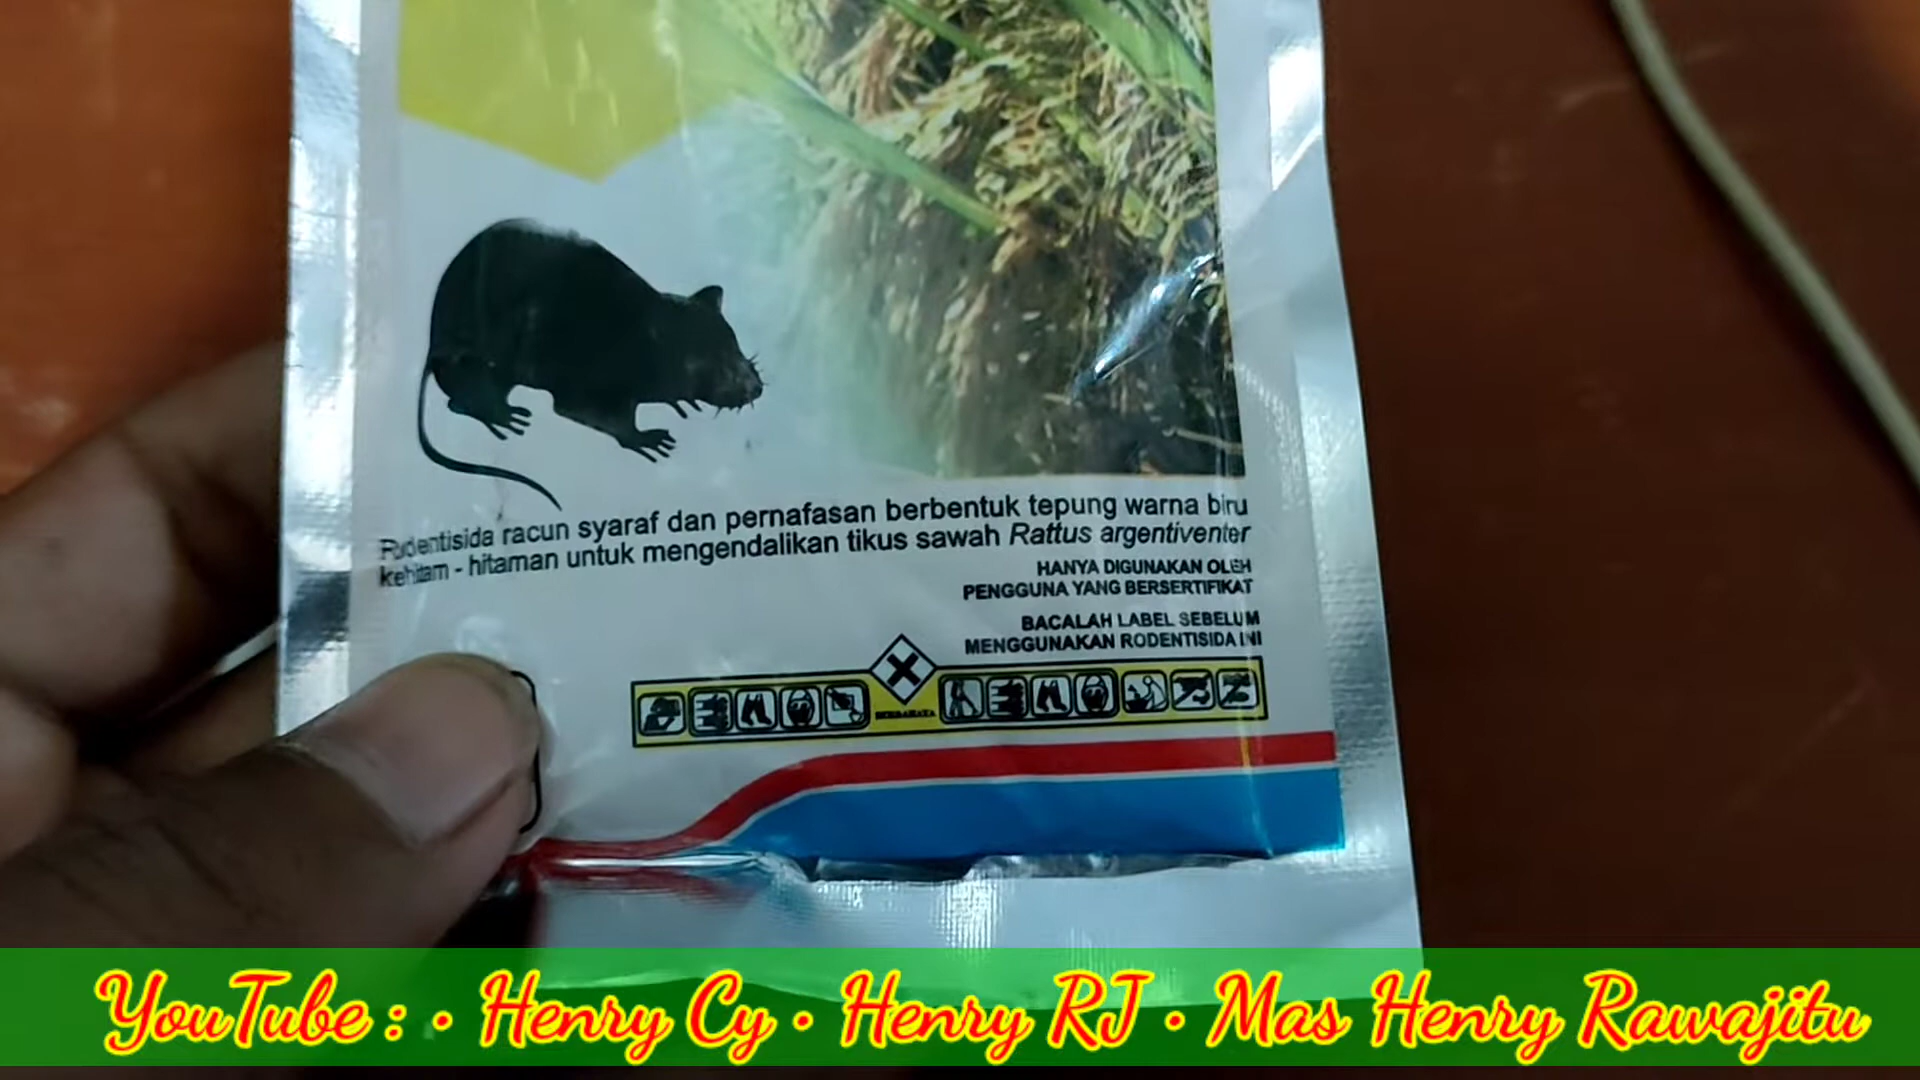 Rodentisida racun syaraf dan pernafasan berbentuk tepung warna biru
kehitam - hitaman untuk mengendalikan tikus sawah Rattus argentiventer
HANYA DIGUNAKAN OLEH
PENGGUNA YANG BERSERTIFIKAT
BACALAH LABEL SEBELUM
MENGGUNAKAN RODENTISIDA INI
BERBAHAYA
YouTube : • Henry Cy • Henry RJ • Mas Henry Rawajitu